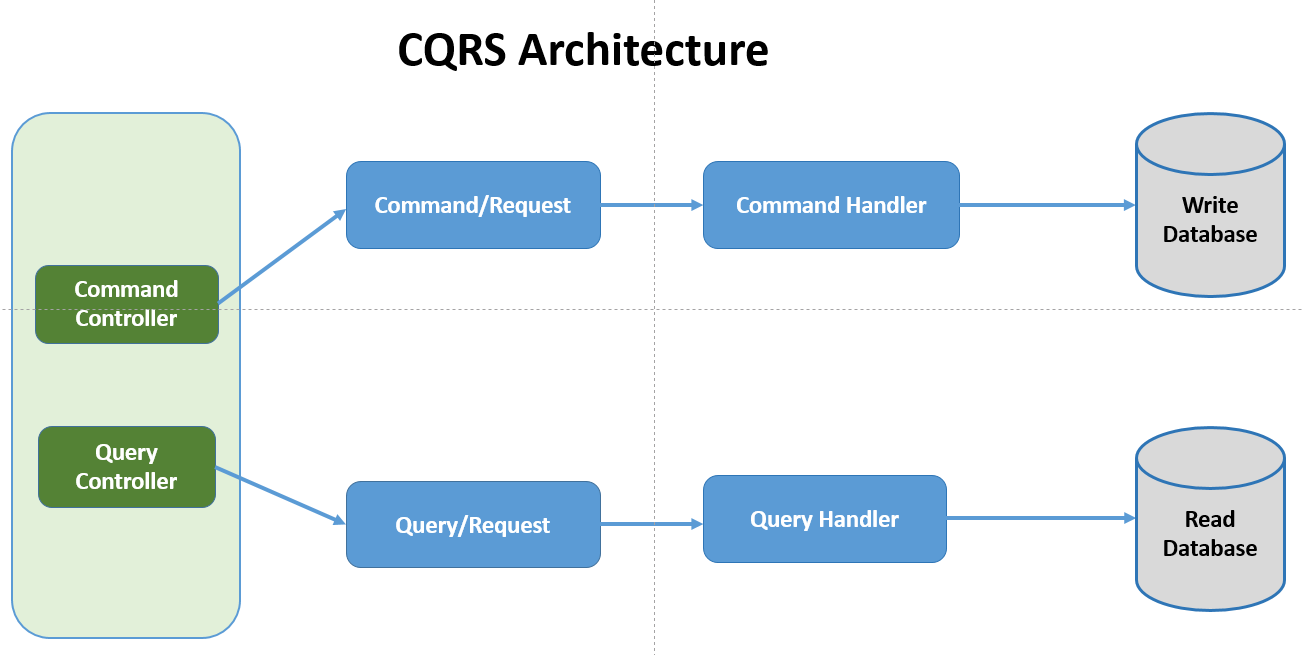 CQRS Architecture
Command/Request
Command Handler
Write
Database
Command
Controller
Query
Controller
Query/Request
Query Handler
Read
Database